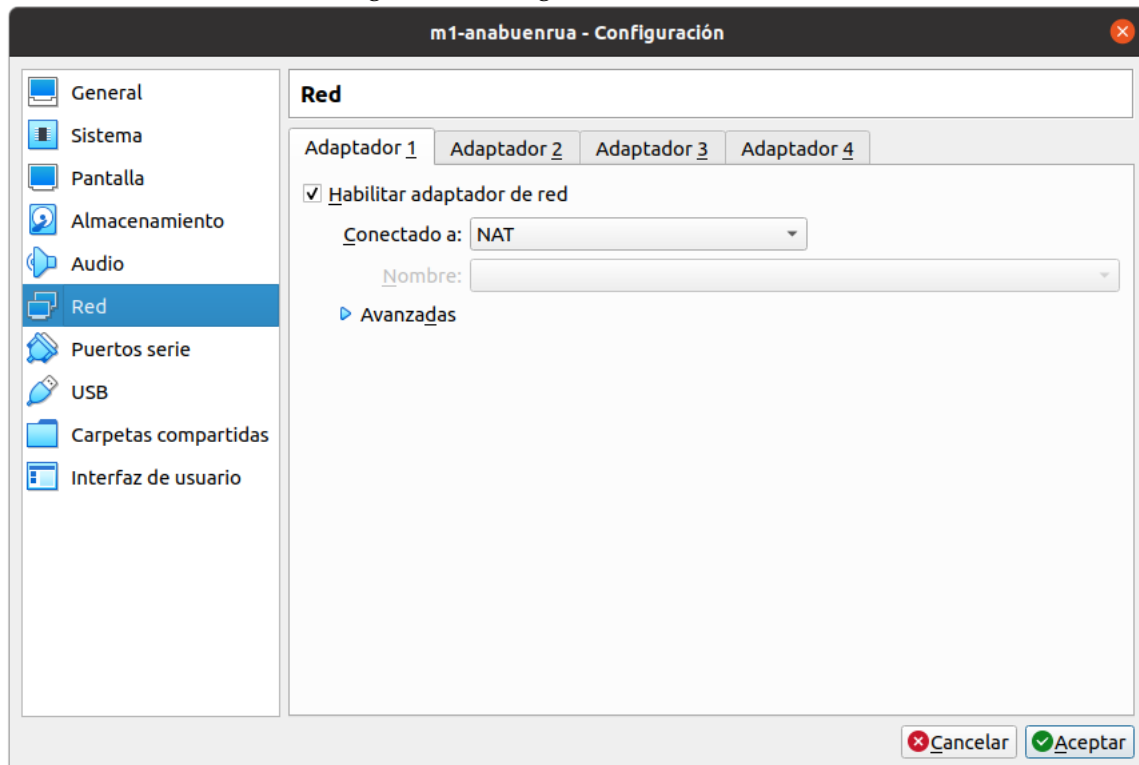 m1-anabuenrua - Configuración
General
Sistema
Pantalla
Almacenamiento
Audio
Red
Puertos serie
USB
Carpetas compartidas
Interfaz de usuario
Red
Adaptador 1 Adaptador 2 Adaptador 3 Adaptador 4
Habilitar adaptador de red
Conectado a: NAT
Nombre:
Avanzadas
Cancelar Aceptar